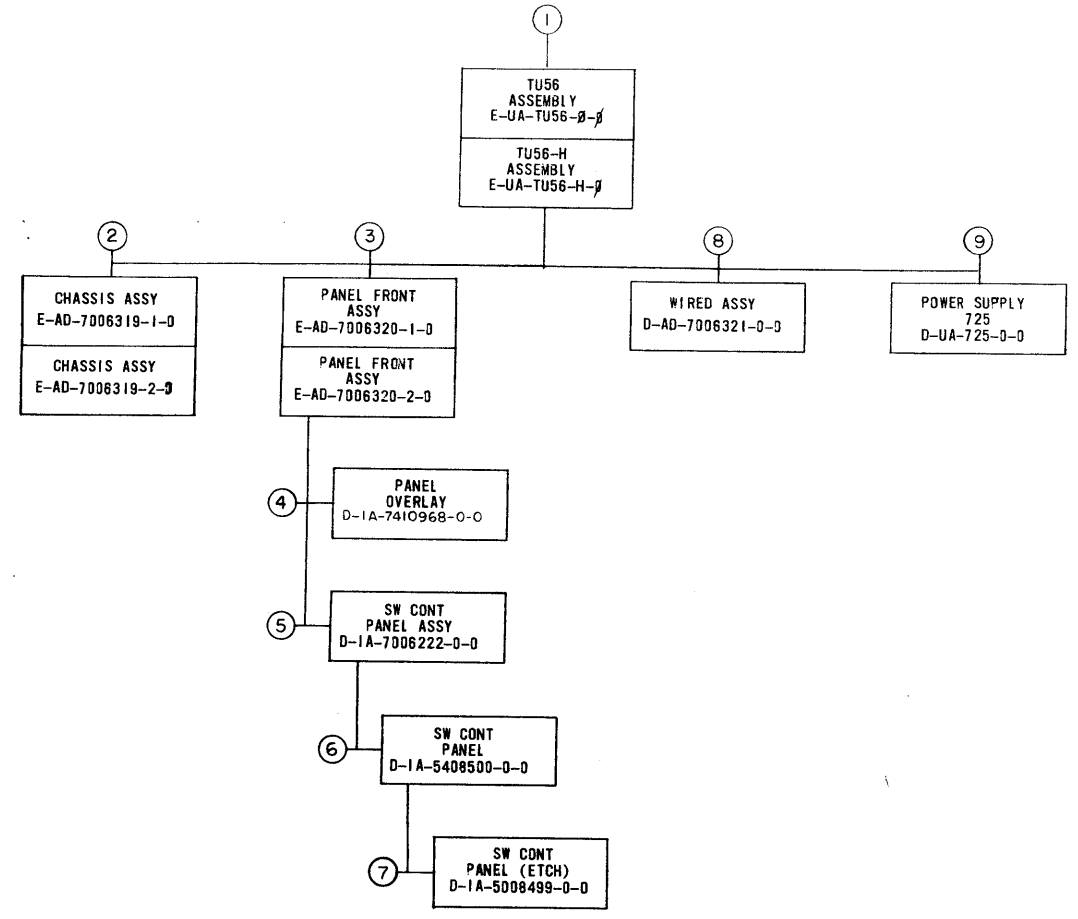 1
TU56
ASSEMBLY
E-UA-TU56-0-0
TU56-H
ASSEMBLY
E-UA-TU56-H-0
2
CHASSIS ASSY
E-AD-7006319-1-0
CHASSIS ASSY
E-AD-7006319-2-0
3
PANEL FRONT
ASSY
E-AD-7006320-1-0
PANEL FRONT
ASSY
E-AD-7006320-2-0
8
WIRED ASSY
D-AD-7006321-0-0
9
POWER SUPPLY
725
D-UA-725-0-0
4
PANEL
OVERLAY
D-IA-7410968-0-0
5
SW CONT
PANEL ASSY
D-IA-7006222-0-0
6
SW CONT
PANEL
D-IA-5408500-0-0
7
SW CONT
PANEL (ETCH)
D-IA-5008499-0-0